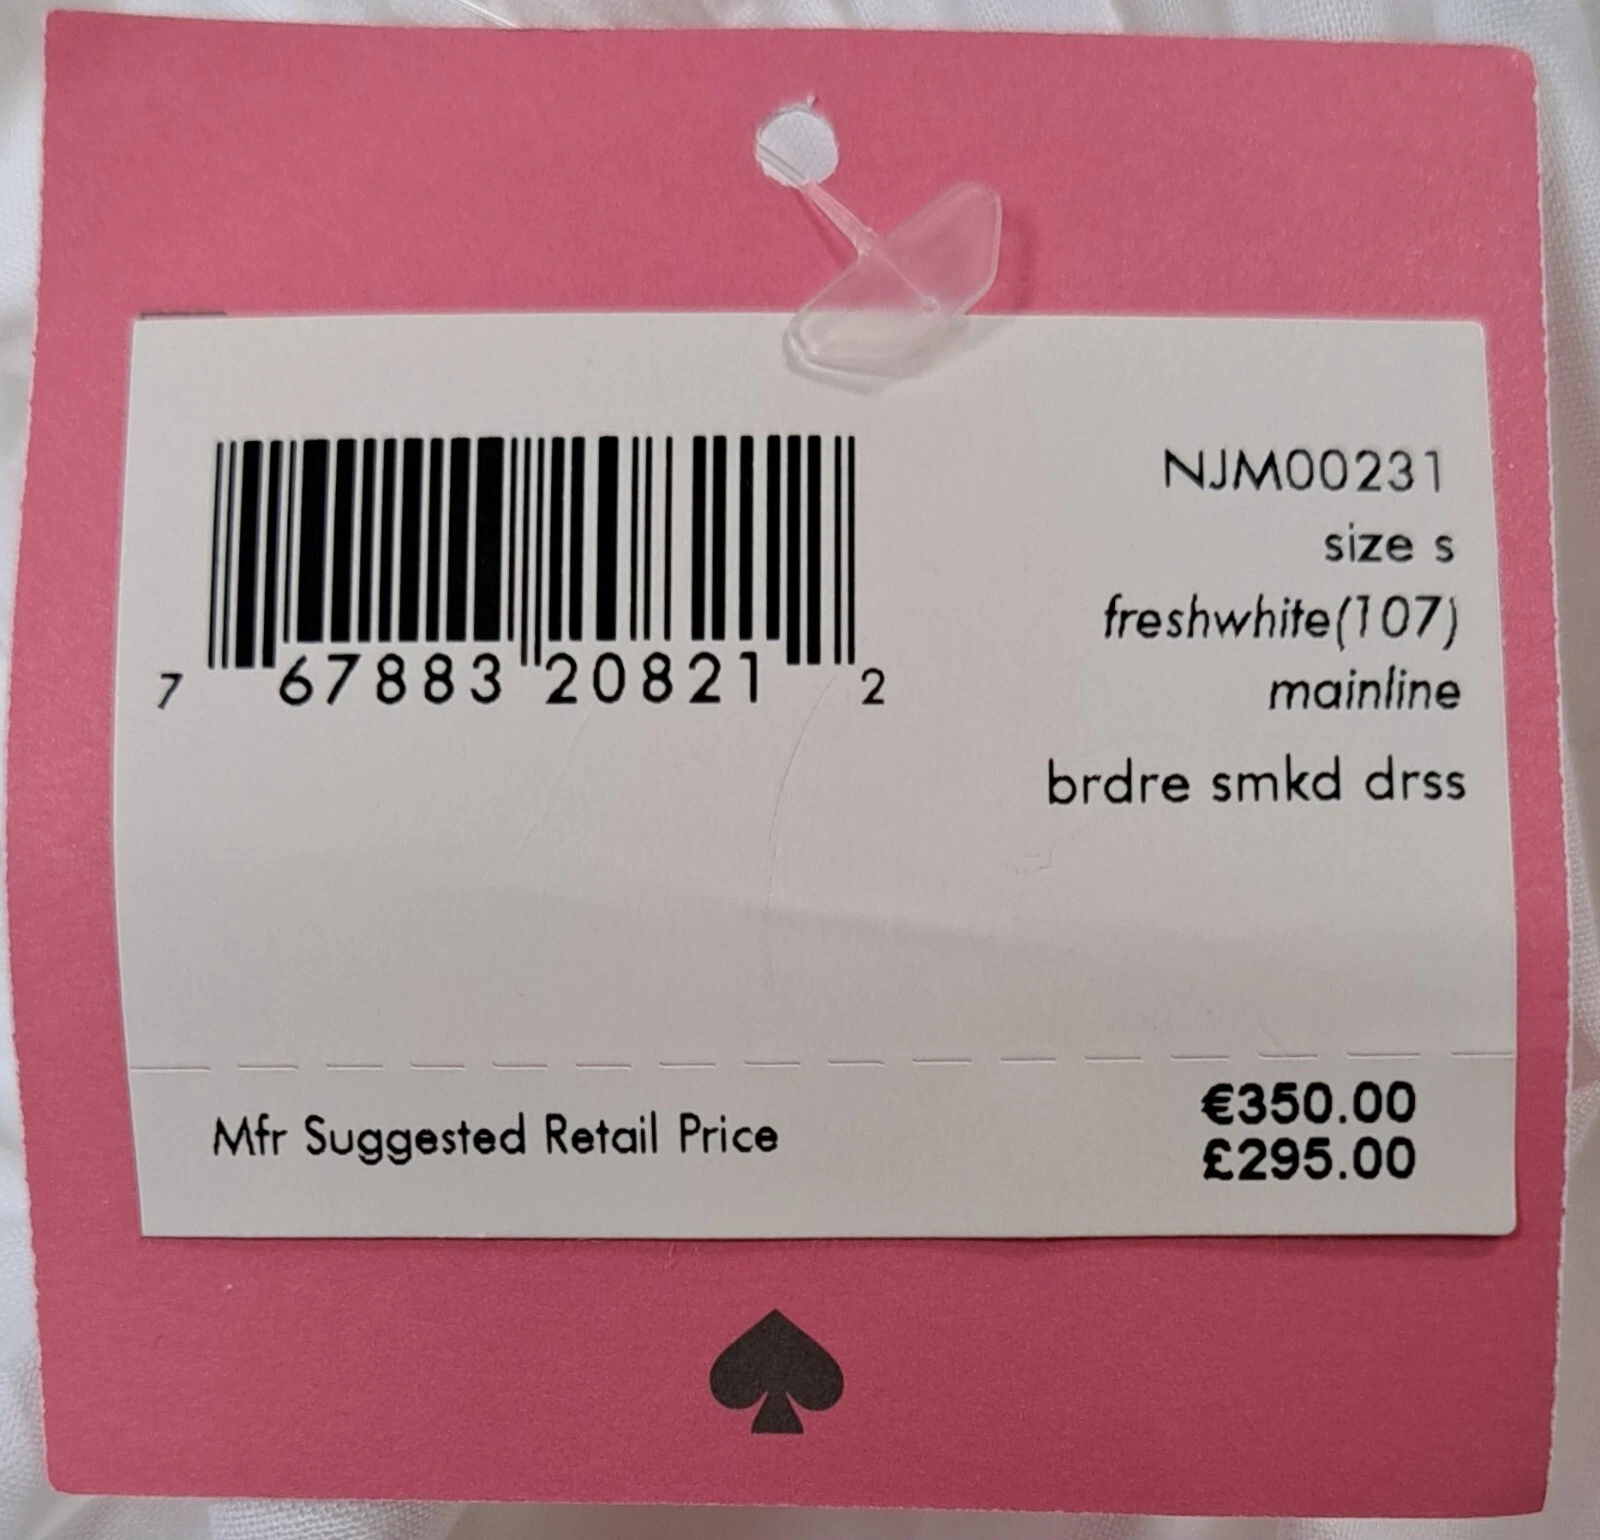 NJM00231
size s
freshwhite(107)
mainline
brdre smkd drss
7 67883 20821 2
Mfr Suggested Retail Price
€350.00
£295.00